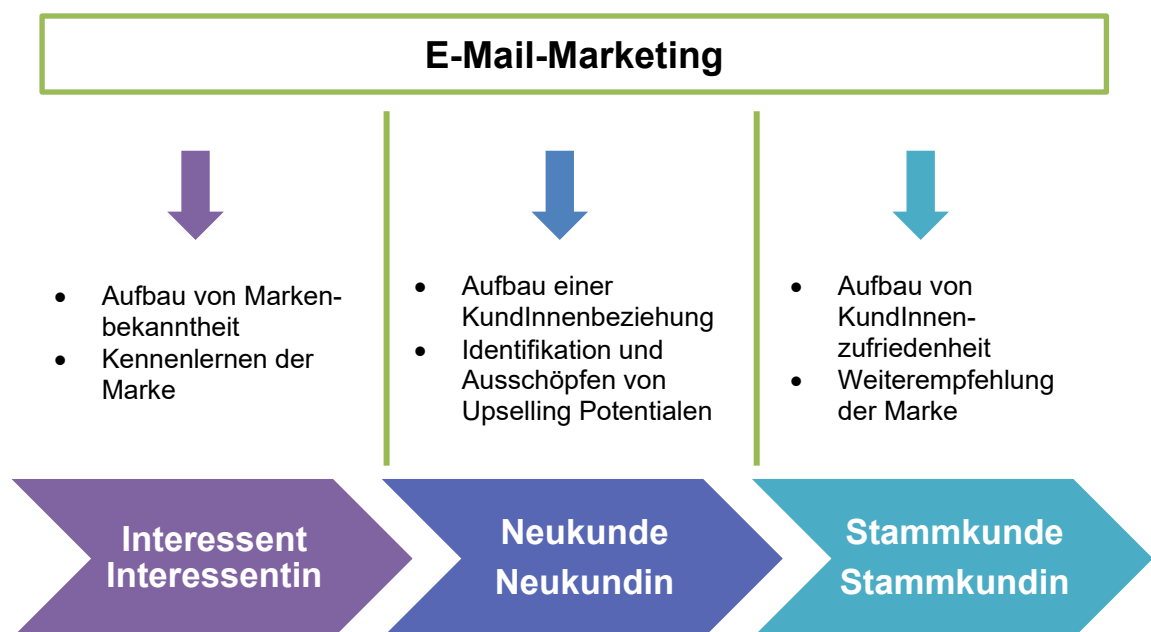 E-Mail-Marketing
• Aufbau von Marken-
bekanntheit
• Kennenlernen der
Marke
• Aufbau einer
KundInnenbeziehung
• Identifikation und
Ausschöpfen von
Upselling Potentialen
• Aufbau von
KundInnen-
zufriedenheit
• Weiterempfehlung
der Marke
Interessent
Interessentin
Neukunde
Neukundin
Stammkunde
Stammkundin